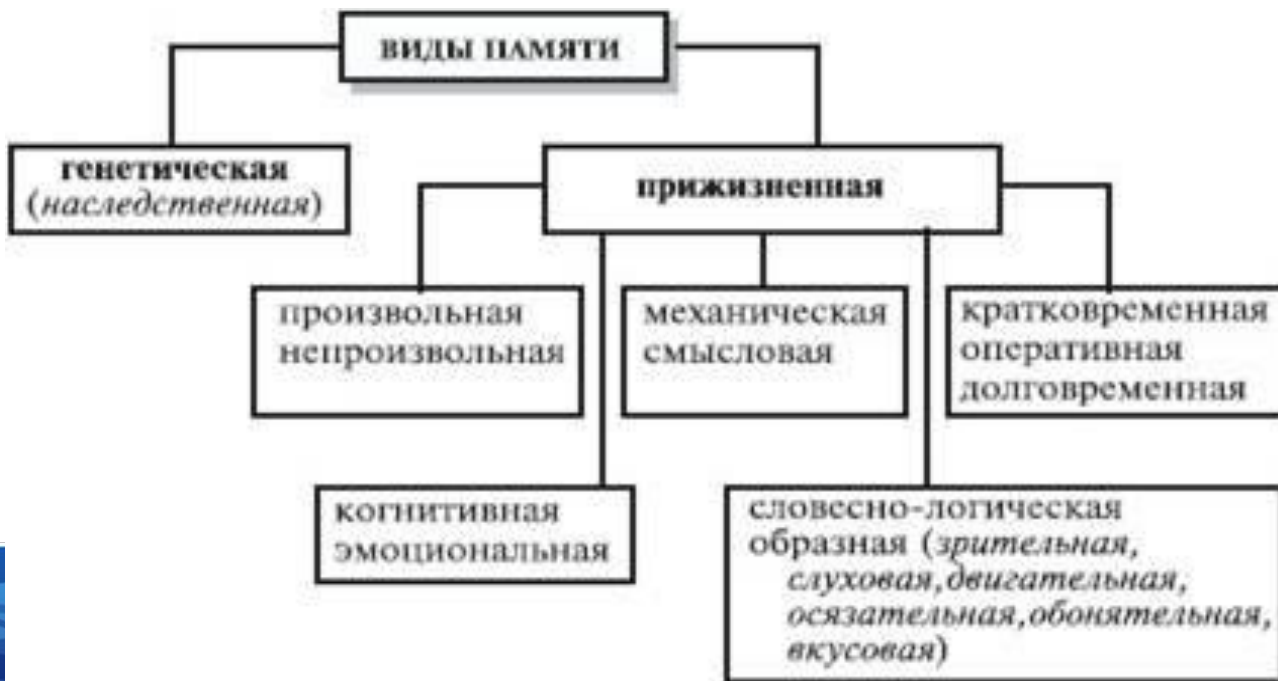 ВИДЫ ПАМЯТИ
генетическая
(наследственная)
прижизненная
произвольная
непроизвольная
механическая
смысловая
кратковременная
оперативная
долговременная
когнитивная
эмоциональная
словесно-логическая
образная (зрительная,
слуховая,двигательная,
осязательная,обонятельная,
вкусовая)